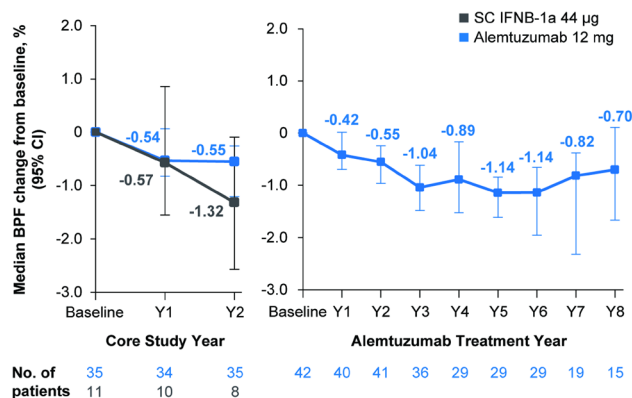 SC IFNB-1a 44 µg
Alemtuzumab 12 mg
Median BPF change from baseline, %
(95% CI)
2.0
1.0
0
-1.0
-2.0
-3.0
-0.54
-0.55
-0.57
-1.32
Baseline Y1 Y2
Core Study Year
2.0
1.0
0
-1.0
-2.0
-3.0
-0.42
-0.55
-1.04
-0.89
-1.14
-1.14
-0.82
-0.70
Baseline Y1 Y2 Y3 Y4 Y5 Y6 Y7 Y8
Alemtuzumab Treatment Year
No. of 35 34 35 42 40 41 36 29 29 29 19 15
patients 11 10 8